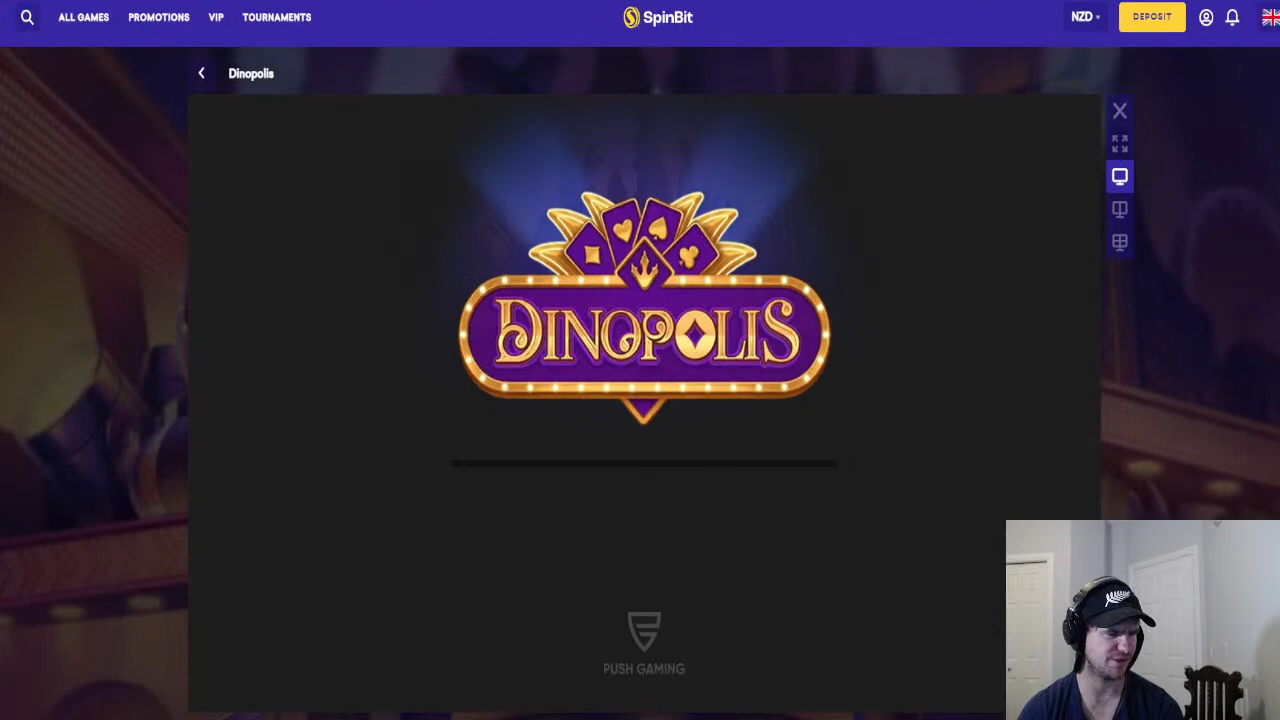 ALL GAMES PROMOTIONS VIP TOURNAMENTS SpinBit NZD DEPOSIT
Dinopolis
DINOPOLIS
PUSH GAMING